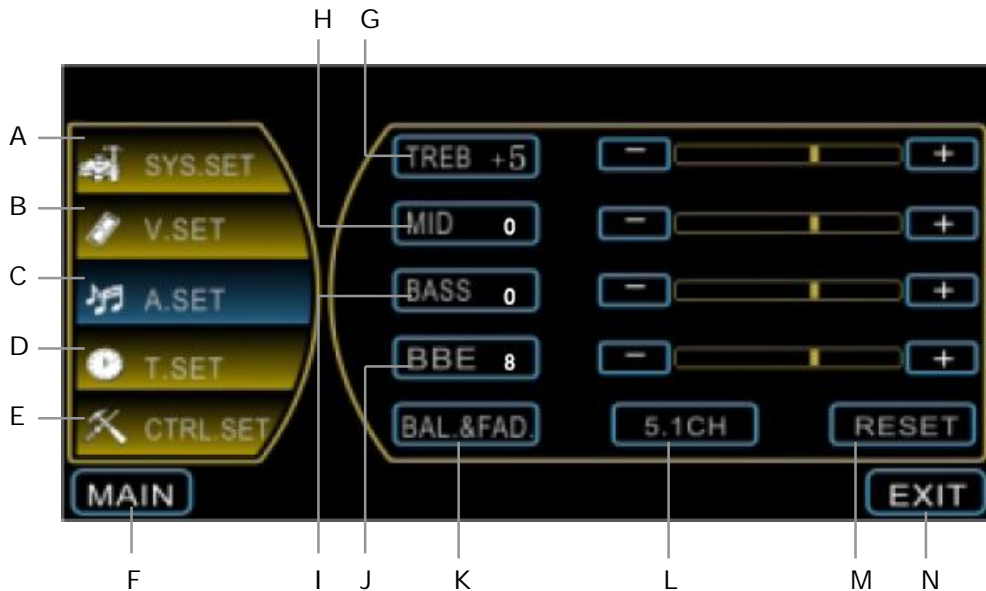 H G
A SYS.SET TREB +5 − +
B V.SET MID 0 − +
C A.SET BASS 0 − +
D T.SET BBE 8 − +
E CTRL.SET BAL.&FAD. 5.1CH RESET
MAIN EXIT
F I J K L M N